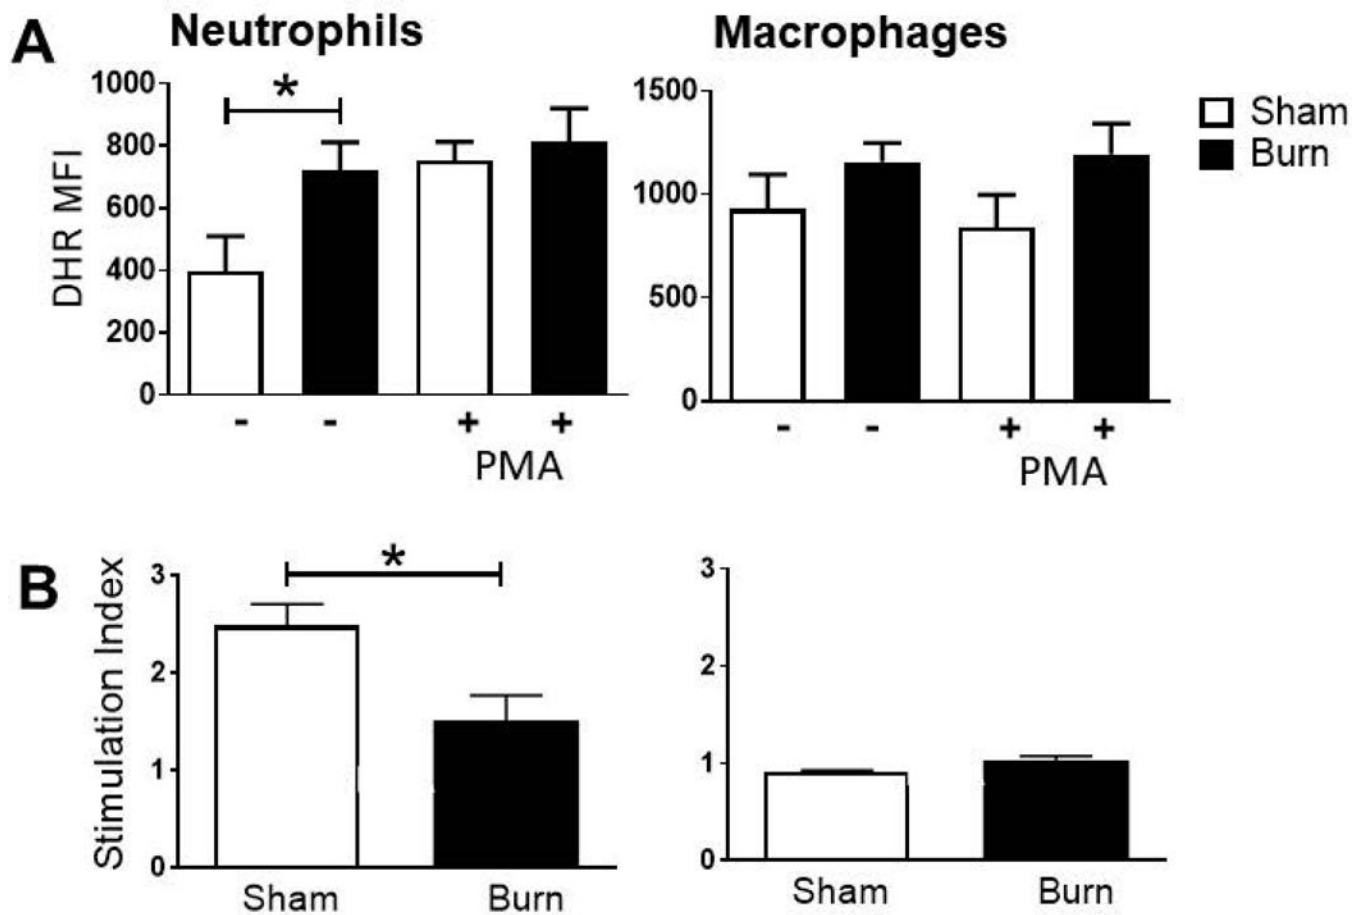 A
Neutrophils
Macrophages
DHR MFI
1000
800
600
400
200
0
*
- - + +
PMA
1500
1000
500
0
- - + +
PMA
Sham
Burn
B
Stimulation Index
3
2
1
0
*
Sham Burn
3
2
1
0
Sham Burn